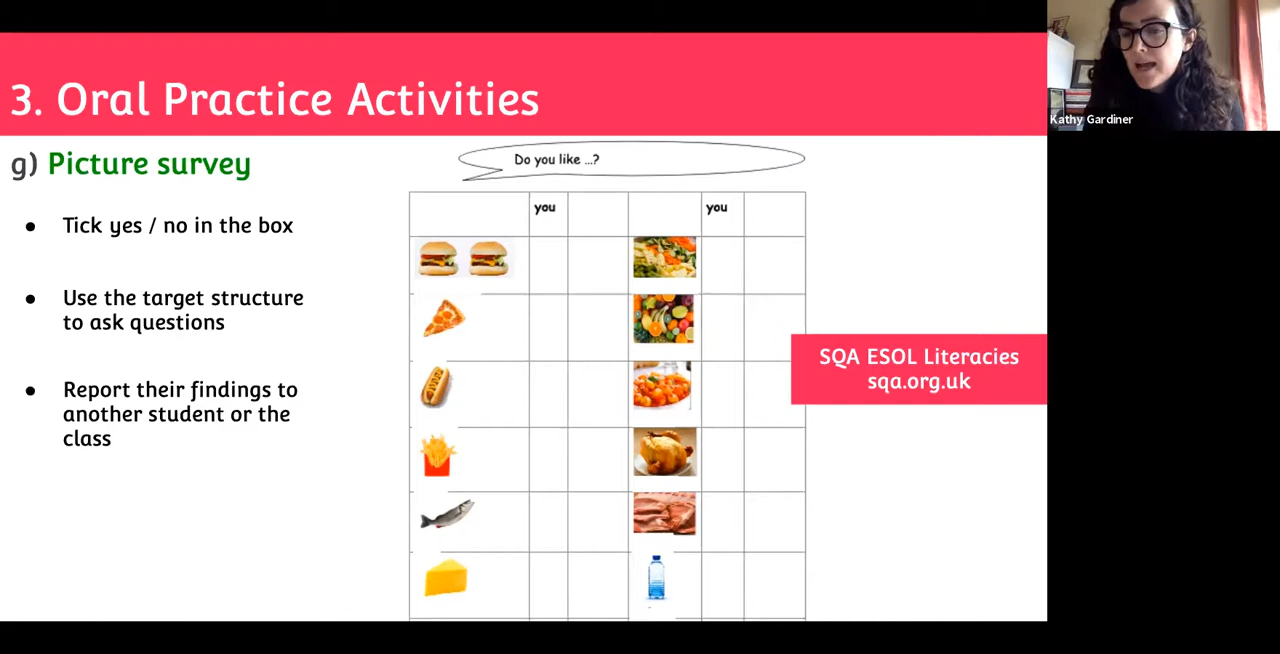 3. Oral Practice Activities
g) Picture survey
● Tick yes / no in the box
● Use the target structure
to ask questions
● Report their findings to
another student or the
class
Do you like ...?
you
you
SQA ESOL Literacies
sqa.org.uk
Kathy Gardiner